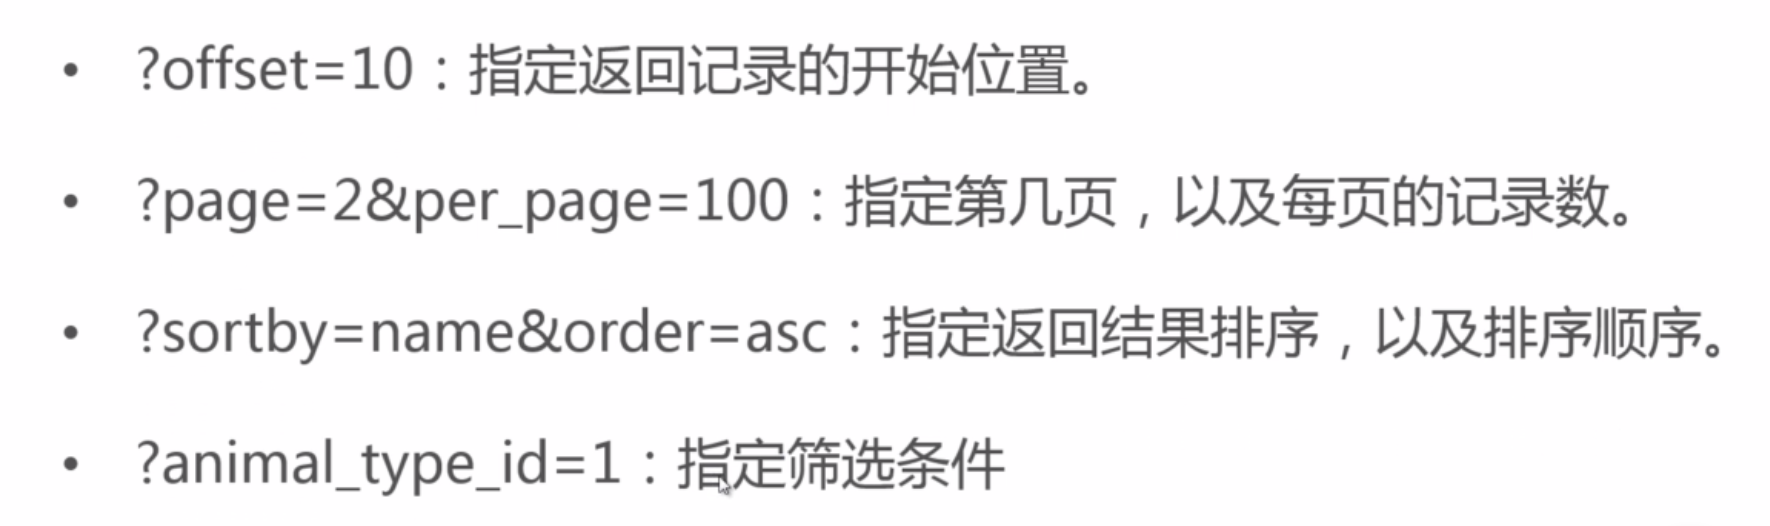 • ?offset=10：指定返回记录的开始位置。
• ?page=2&per_page=100：指定第几页，以及每页的记录数。
• ?sortby=name&order=asc：指定返回结果排序，以及排序顺序。
• ?animal_type_id=1：指定筛选条件